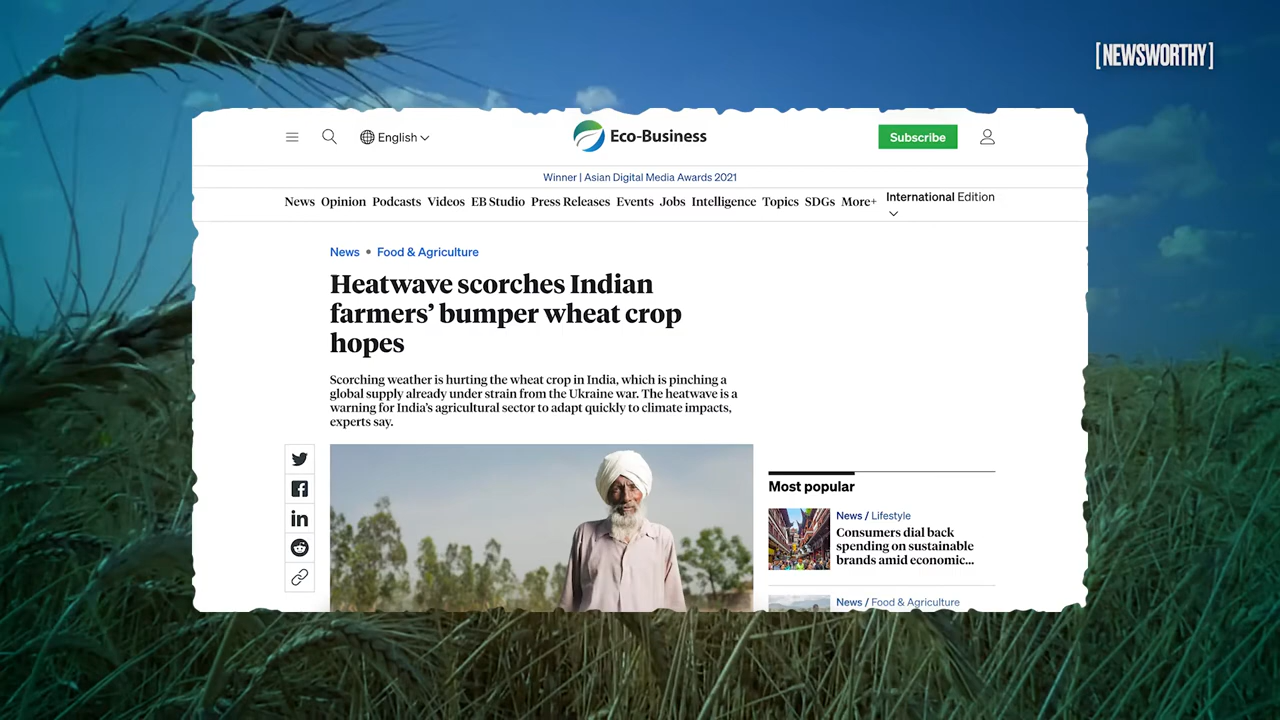 [NEWSWORTHY]
English
Eco-Business
Subscribe
Winner | Asian Digital Media Awards 2021
News Opinion Podcasts Videos EB Studio Press Releases Events Jobs Intelligence Topics SDGs More+ International Edition
News • Food & Agriculture
Heatwave scorches Indian
farmers’ bumper wheat crop
hopes
Scorching weather is hurting the wheat crop in India, which is pinching a
global supply already under strain from the Ukraine war. The heatwave is a
warning for India’s agricultural sector to adapt quickly to climate impacts,
experts say.
Most popular
News / Lifestyle
Consumers dial back
spending on sustainable
brands amid economic...
News / Food & Agriculture